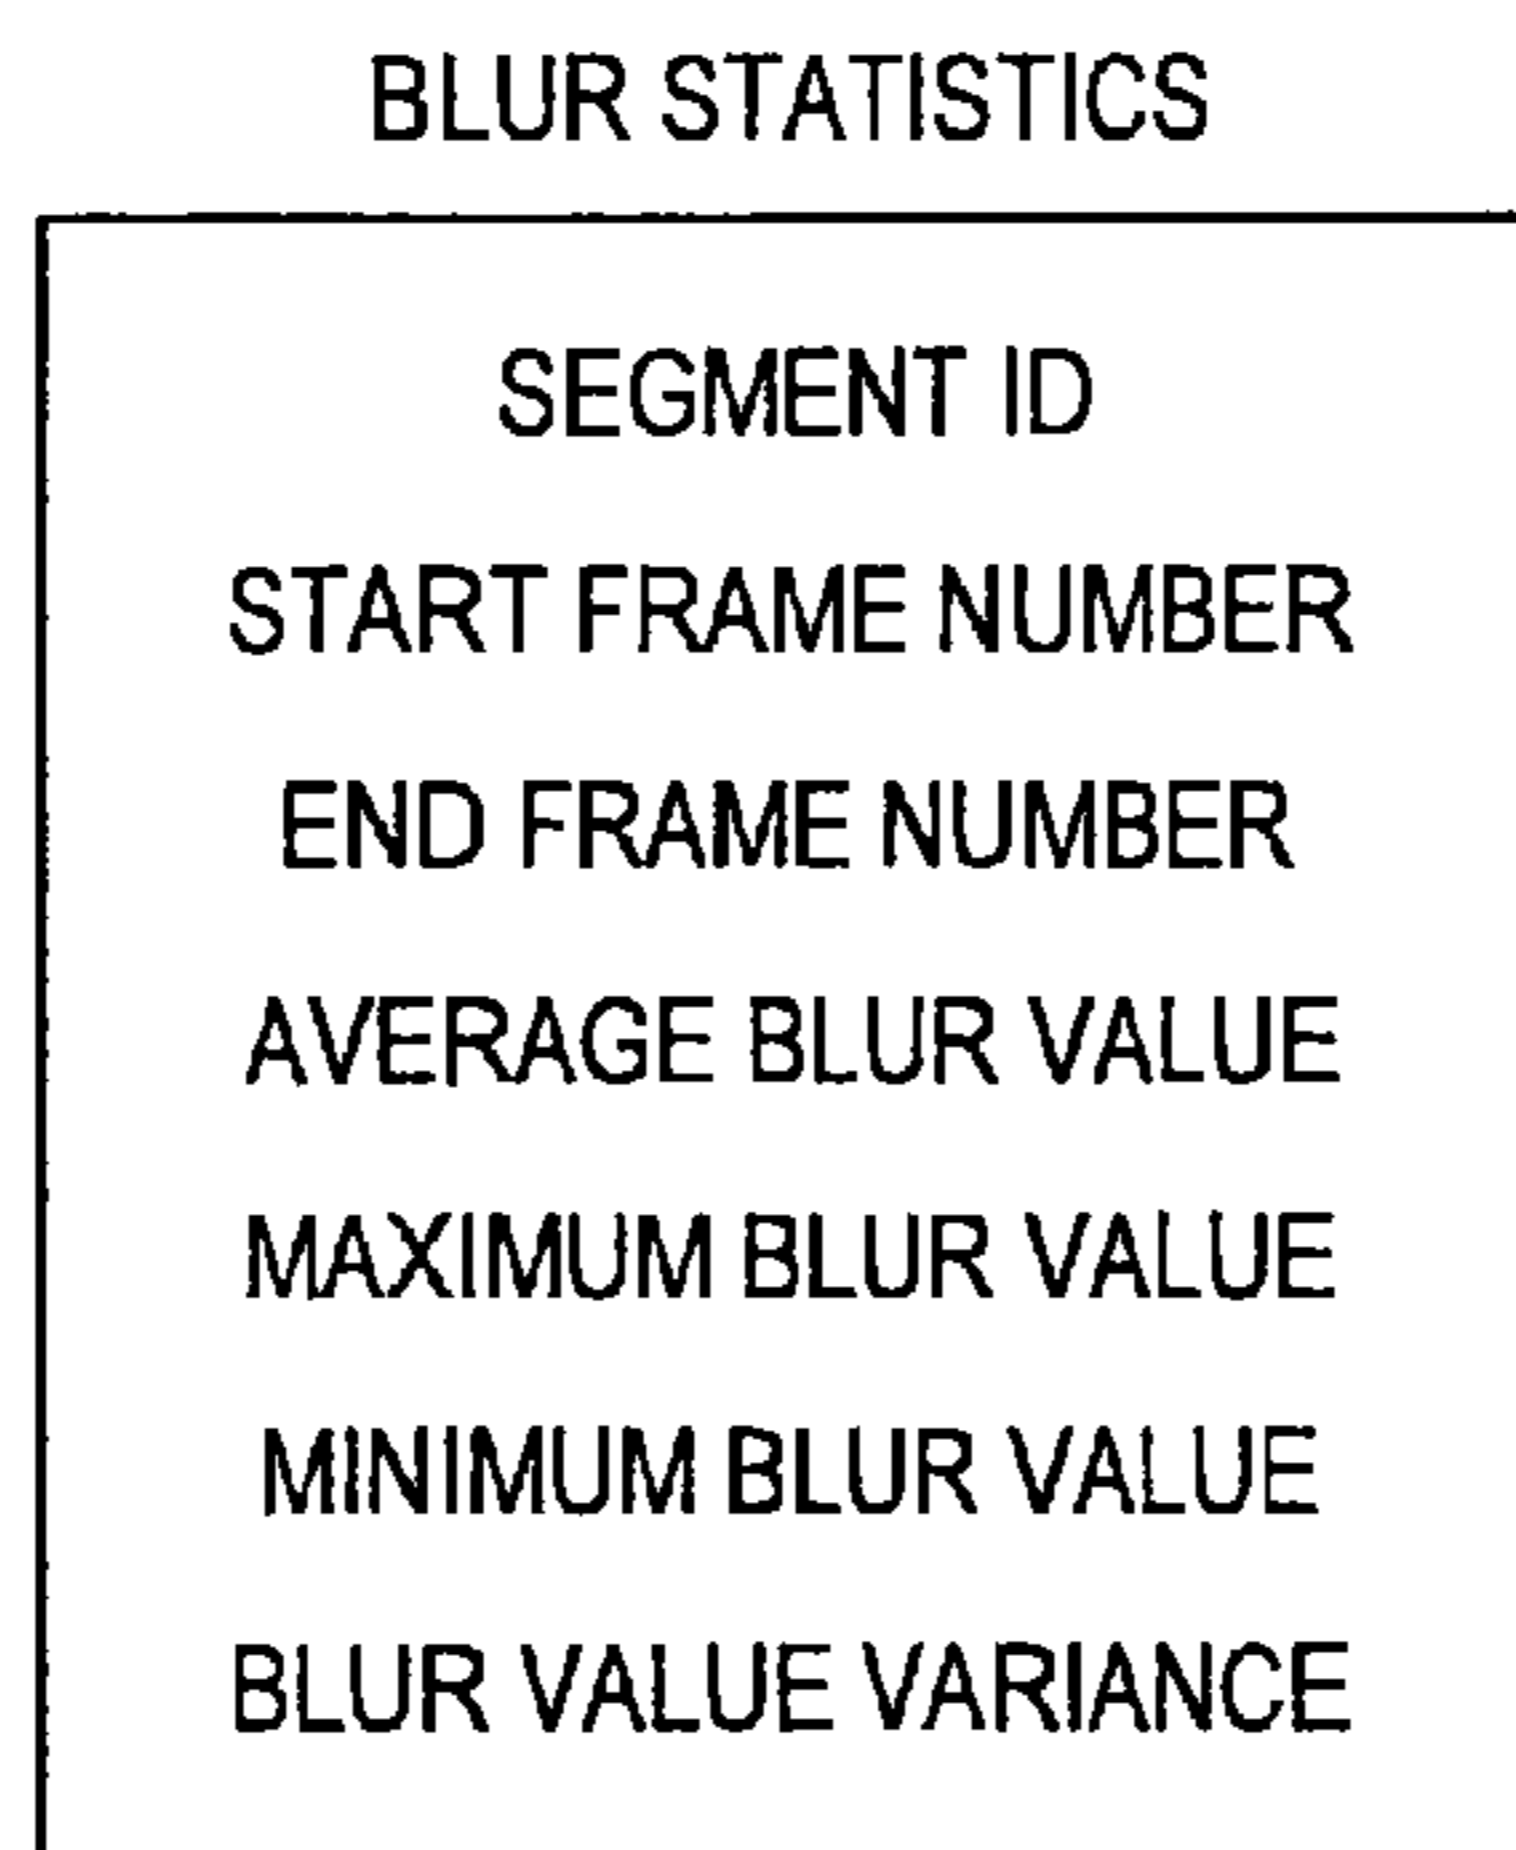 BLUR STATISTICS
SEGMENT ID
START FRAME NUMBER
END FRAME NUMBER
AVERAGE BLUR VALUE
MAXIMUM BLUR VALUE
MINIMUM BLUR VALUE
BLUR VALUE VARIANCE